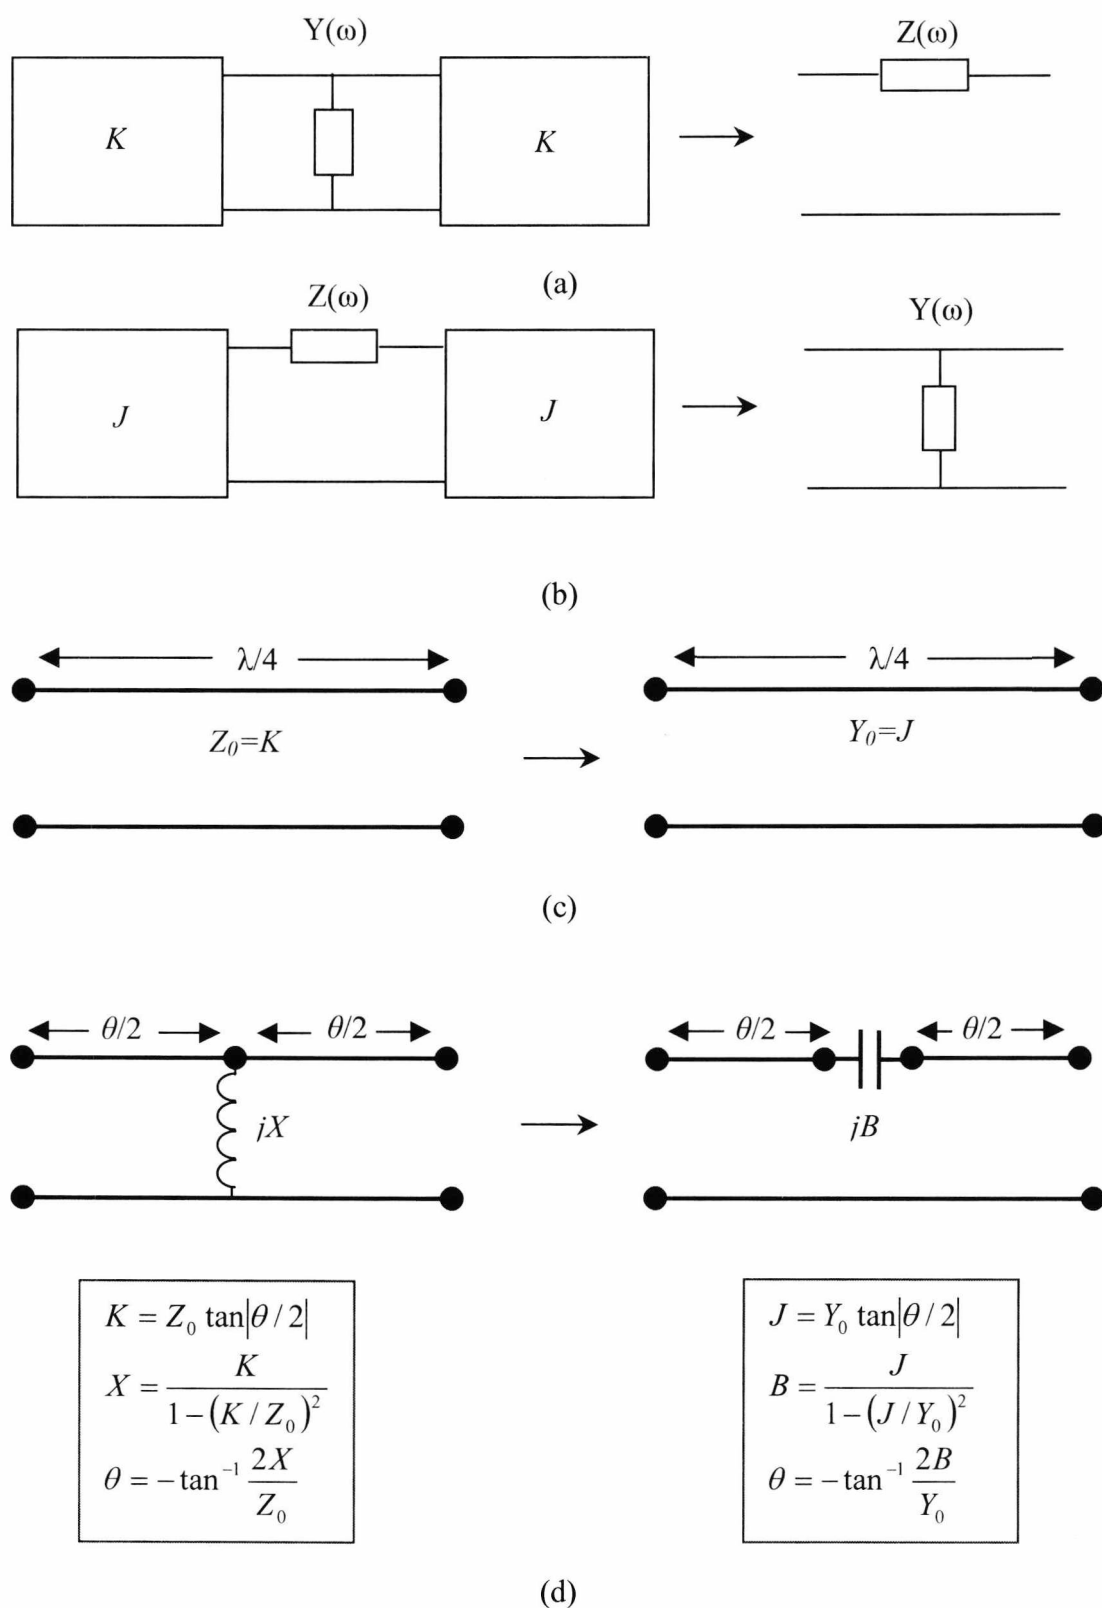 Y(ω)
Z(ω)
K
K
(a)
Z(ω)
Y(ω)
J
J
(b)
λ/4
λ/4
Z₀=K
Y₀=J
(c)
θ/2
θ/2
θ/2
θ/2
jX
jB
K = Z₀ tan|θ/2|
X = K / (1-(K/Z₀)²)
θ = -tan⁻¹ 2X/Z₀
J = Y₀ tan|θ/2|
B = J / (1-(J/Y₀)²)
θ = -tan⁻¹ 2B/Y₀
(d)